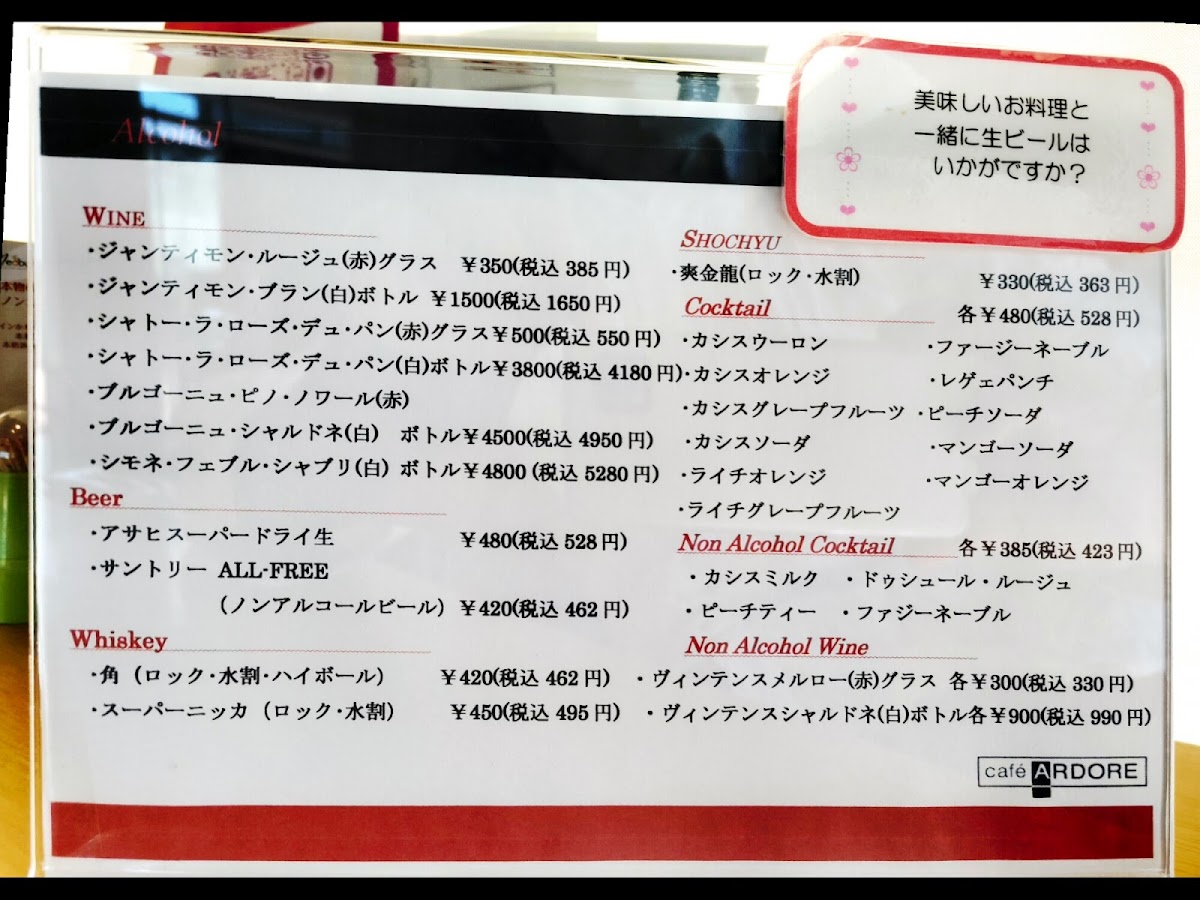 Alcohol
美味しいお料理と
一緒に生ビールは
いかがですか？
WINE
・ジャンティモン・ルージュ(赤)グラス ￥350(税込 385 円)
・ジャンティモン・ブラン(白)ボトル ￥1500(税込 1650 円)
・シャトー・ラ・ローズ・デュ・パン(赤)グラス￥500(税込 550 円)
・シャトー・ラ・ローズ・デュ・パン(白)ボトル￥3800(税込 4180 円)
・ブルゴーニュ・ピノ・ノワール(赤)
・ブルゴーニュ・シャルドネ(白) ボトル￥4500(税込 4950 円)
・シモネ・フェブル・シャブリ(白) ボトル￥4800 (税込 5280 円)
Beer
・アサヒスーパードライ生 ￥480(税込 528 円)
・サントリー ALL-FREE
（ノンアルコールビール） ￥420(税込 462 円)
Whiskey
・角（ロック・水割・ハイボール） ￥420(税込 462 円)
・スーパーニッカ（ロック・水割） ￥450(税込 495 円)
SHOCHYU
・爽金龍(ロック・水割) ￥330(税込 363 円)
Cocktail 各￥480(税込 528 円)
・カシスウーロン ・ファージーネーブル
・カシスオレンジ ・レゲェパンチ
・カシスグレープフルーツ ・ピーチソーダ
・カシスソーダ ・マンゴーソーダ
・ライチオレンジ ・マンゴーオレンジ
・ライチグレープフルーツ
Non Alcohol Cocktail 各￥385(税込 423 円)
・カシスミルク ・ドゥシュール・ルージュ
・ピーチティー ・ファジーネーブル
Non Alcohol Wine
・ヴィンテンスメルロー(赤)グラス 各￥300(税込 330 円)
・ヴィンテンスシャルドネ(白)ボトル各￥900(税込 990 円)
café ARDORE